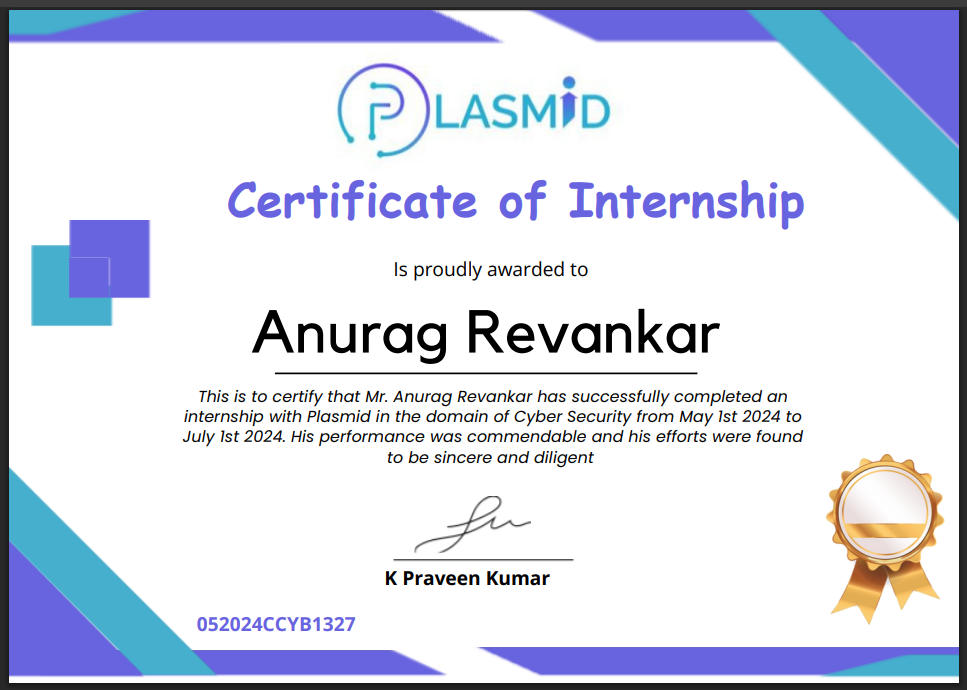 PLASMiD
Certificate of Internship
Is proudly awarded to
Anurag Revankar
This is to certify that Mr. Anurag Revankar has successfully completed an
internship with Plasmid in the domain of Cyber Security from May 1st 2024 to
July 1st 2024. His performance was commendable and his efforts were found
to be sincere and diligent
K Praveen Kumar
052024CCYB1327